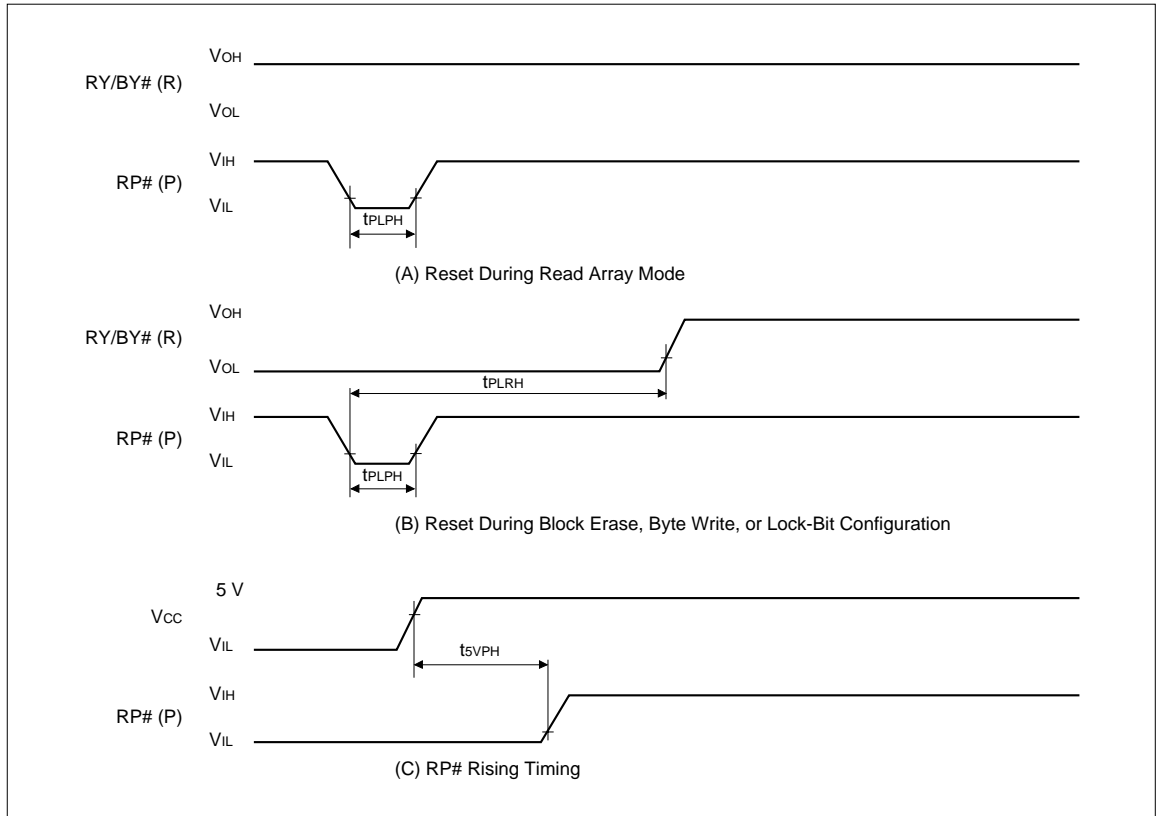 VOH
RY/BY# (R)
VOL
VIH
RP# (P)
VIL
tPLPH
(A) Reset During Read Array Mode
VOH
RY/BY# (R)
VOL
tPLRH
VIH
RP# (P)
VIL
tPLPH
(B) Reset During Block Erase, Byte Write, or Lock-Bit Configuration
5 V
VCC
VIL
t5VPH
VIH
RP# (P)
VIL
(C) RP# Rising Timing